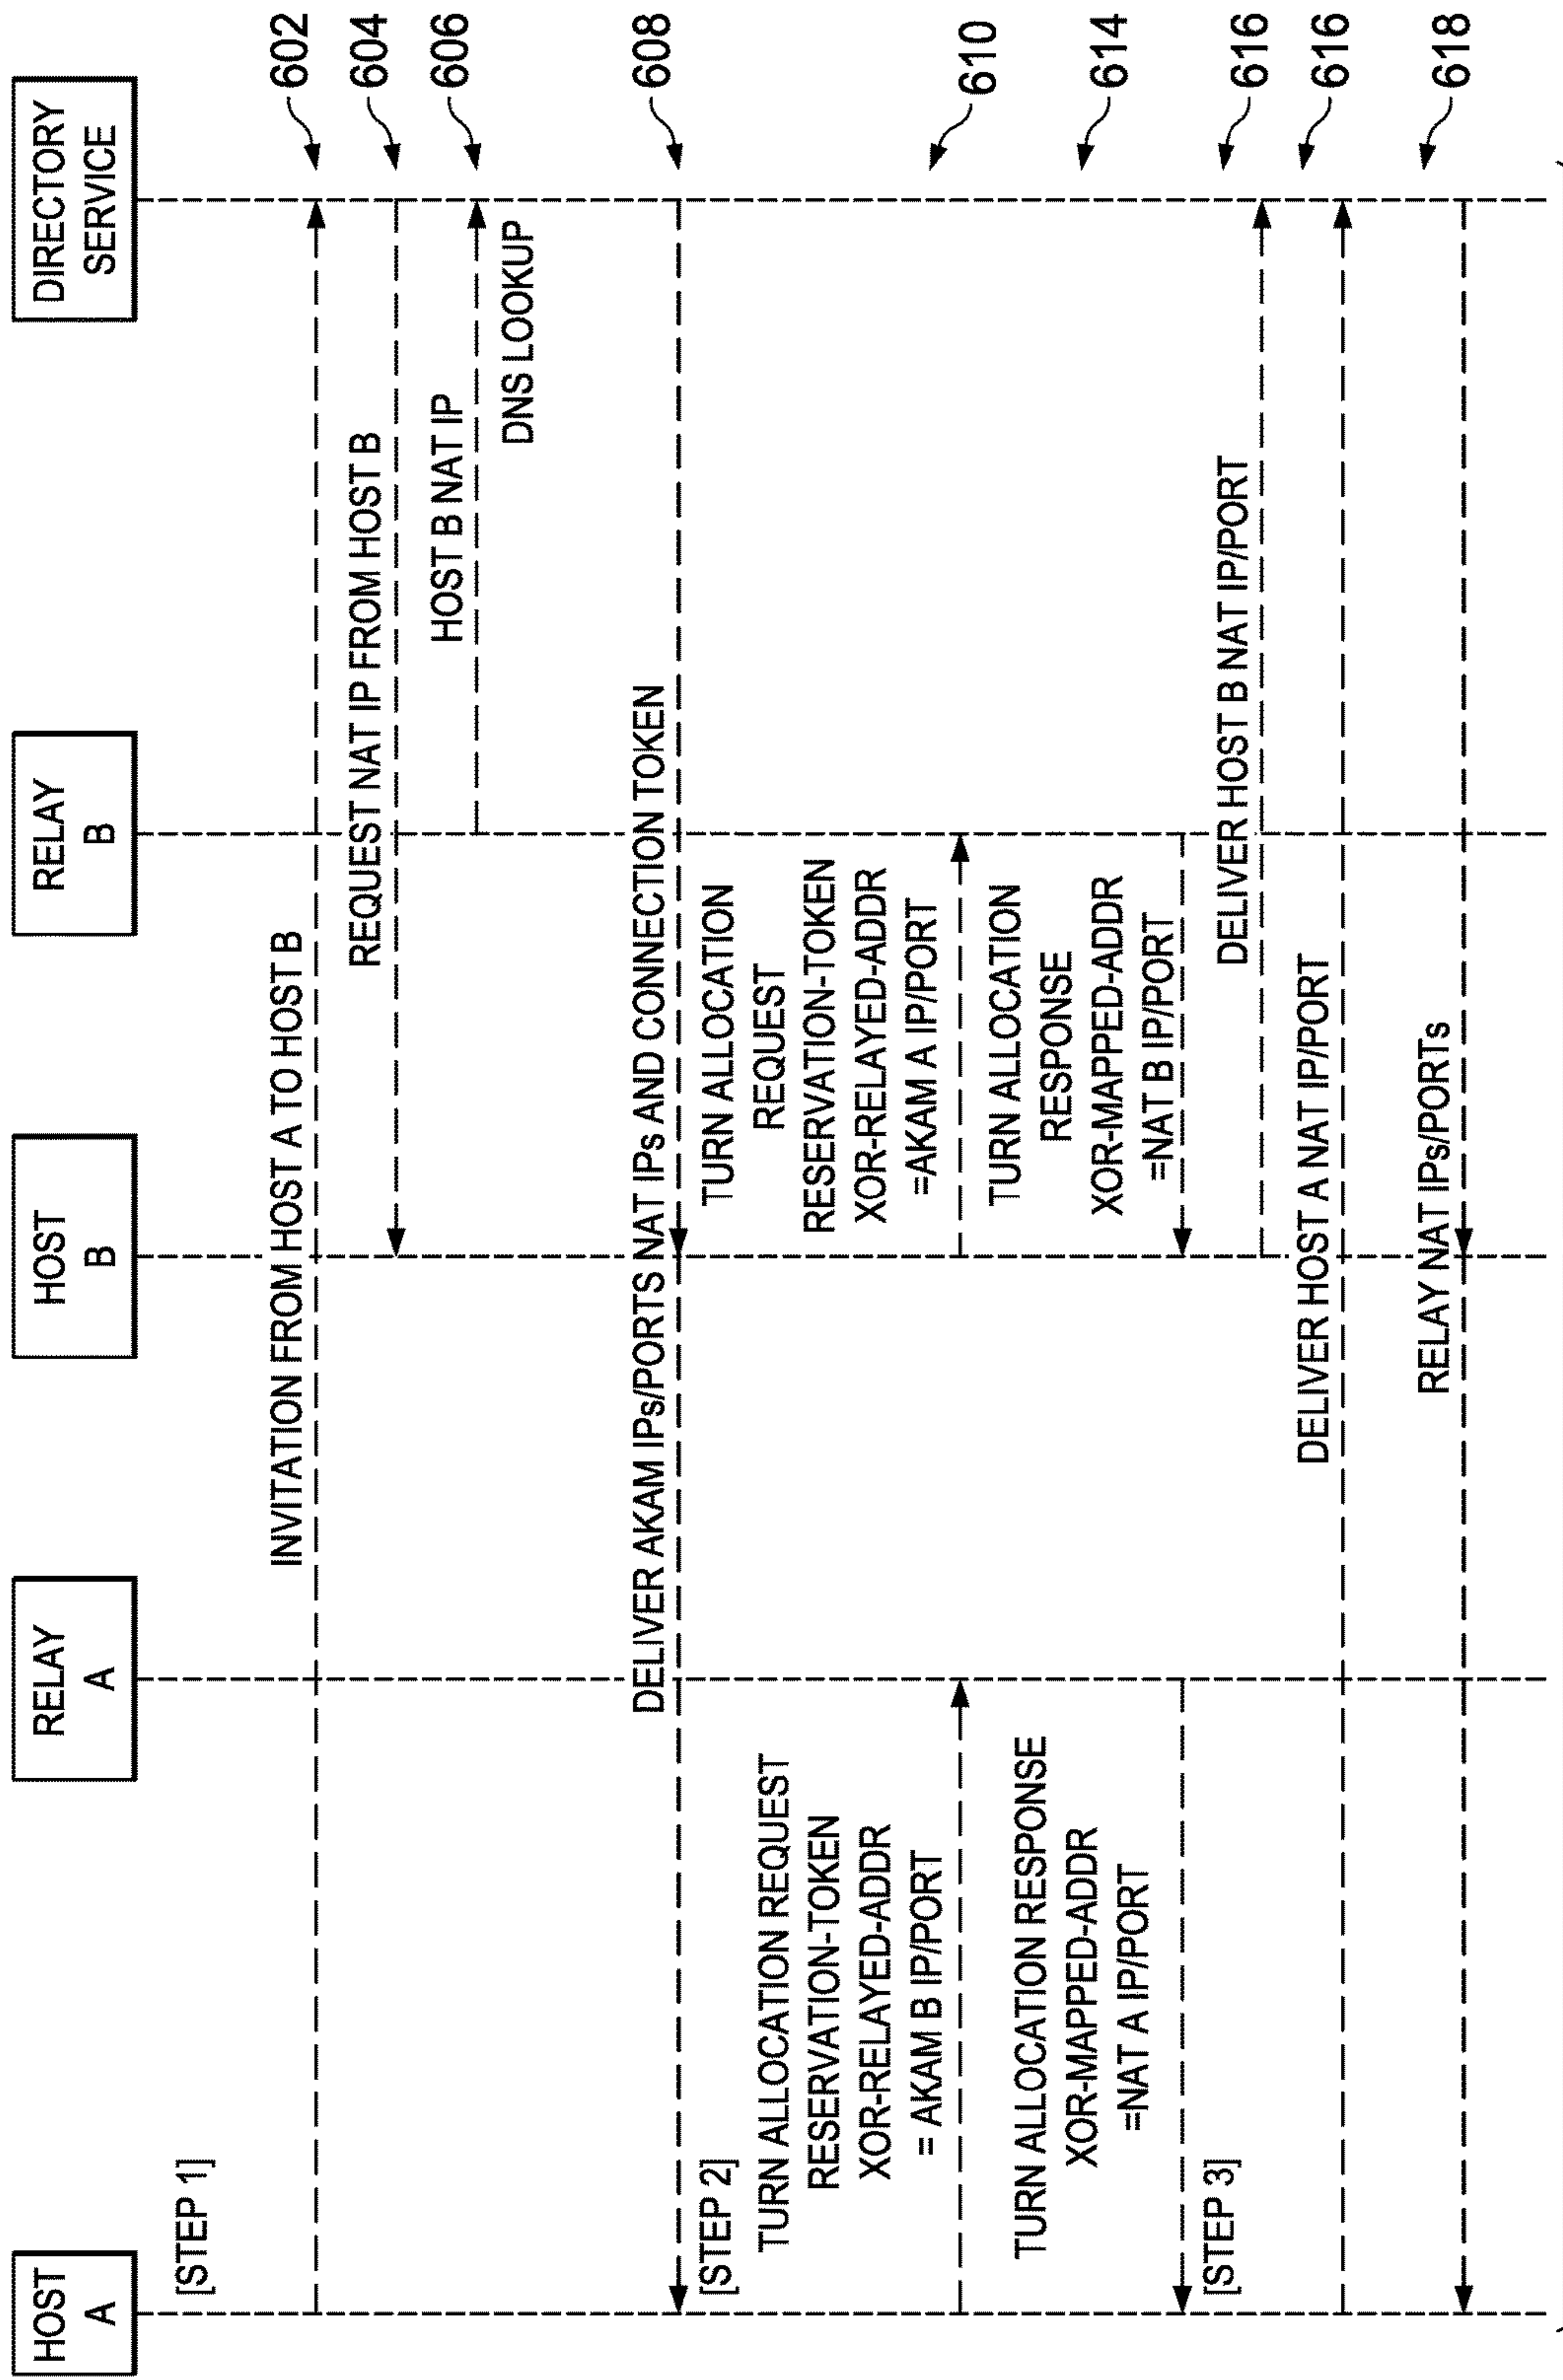 HOST
A
RELAY
A
HOST
B
RELAY
B
DIRECTORY
SERVICE
[STEP 1]
INVITATION FROM HOST A TO HOST B
602
REQUEST NAT IP FROM HOST B
604
HOST B NAT IP
606
DNS LOOKUP
DELIVER AKAM IPs/PORTS NAT IPs AND CONNECTION TOKEN
608
[STEP 2]
TURN ALLOCATION REQUEST
RESERVATION-TOKEN
XOR-RELAYED-ADDR
= AKAM B IP/PORT
TURN ALLOCATION
REQUEST
RESERVATION-TOKEN
XOR-RELAYED-ADDR
=AKAM A IP/PORT
610
TURN ALLOCATION RESPONSE
XOR-MAPPED-ADDR
=NAT A IP/PORT
TURN ALLOCATION
RESPONSE
XOR-MAPPED-ADDR
=NAT B IP/PORT
614
[STEP 3]
DELIVER HOST B NAT IP/PORT
616
DELIVER HOST A NAT IP/PORT
616
RELAY NAT IPs/PORTs
618